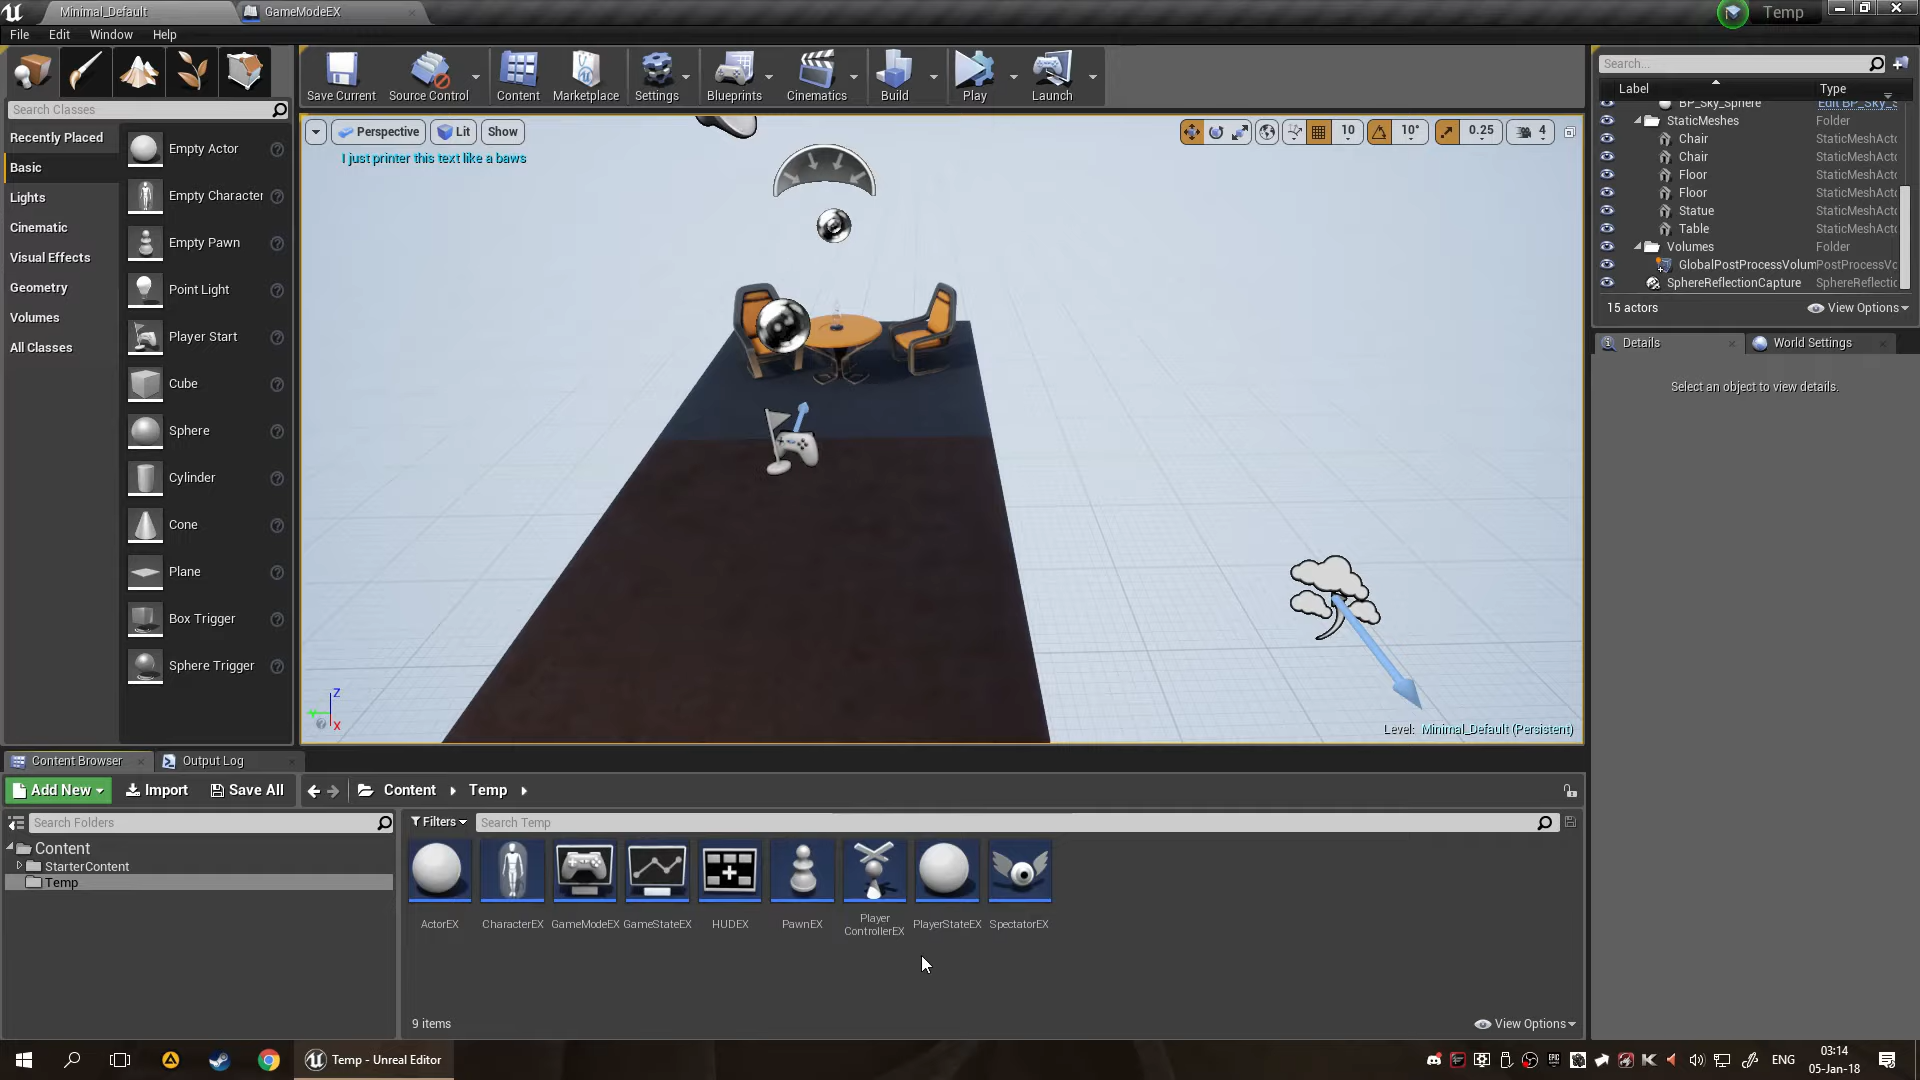 Minimal_Default
GameModeEX
Temp
File Edit Window Help
Search Classes
Recently Placed
Basic
Lights
Cinematic
Visual Effects
Geometry
Volumes
All Classes
Empty Actor
Empty Character
Empty Pawn
Point Light
Player Start
Cube
Sphere
Cylinder
Cone
Plane
Box Trigger
Sphere Trigger
Save Current
Source Control
Content
Marketplace
Settings
Blueprints
Cinematics
Build
Play
Launch
Perspective
Lit
Show
10
10°
0.25
4
I just printer this text like a baws
Z
X
Y
Level: Minimal_Default (Persistent)
Search...
Label Type
BP_Sky_Sphere Edit BP_Sky_S
StaticMeshes Folder
Chair StaticMeshActo
Chair StaticMeshActo
Floor StaticMeshActo
Floor StaticMeshActo
Statue StaticMeshActo
Table StaticMeshActo
Volumes Folder
GlobalPostProcessVolum PostProcessVo
SphereReflectionCapture SphereReflectic
15 actors
View Options
Details
World Settings
Select an object to view details.
Content Browser
Output Log
Add New
Import
Save All
Content
Temp
Search Folders
Filters
Search Temp
Content
StarterContent
Temp
ActorEX
CharacterEX
GameModeEX
GameStateEX
HUDEX
PawnEX
Player
ControllerEX
PlayerStateEX
SpectatorEX
9 items
View Options
Temp - Unreal Editor
ENG
03:14
05-Jan-18